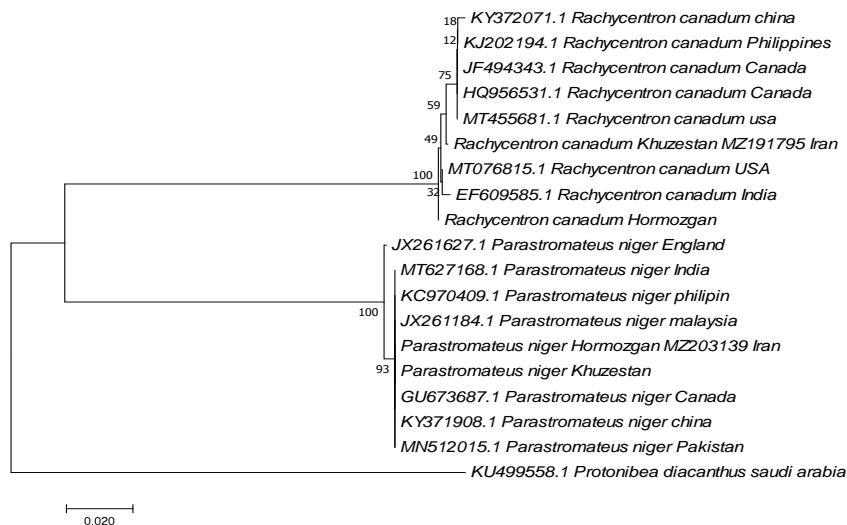 18
KY372071.1 Rachycentron canadum china
12
KJ202194.1 Rachycentron canadum Philippines
JF494343.1 Rachycentron canadum Canada
75
HQ956531.1 Rachycentron canadum Canada
59
MT455681.1 Rachycentron canadum usa
49
Rachycentron canadum Khuzestan MZ191795 Iran
MT076815.1 Rachycentron canadum USA
100
32
EF609585.1 Rachycentron canadum India
Rachycentron canadum Hormozgan
JX261627.1 Parastromateus niger England
MT627168.1 Parastromateus niger India
KC970409.1 Parastromateus niger philipin
100
JX261184.1 Parastromateus niger malaysia
Parastromateus niger Hormozgan MZ203139 Iran
93
Parastromateus niger Khuzestan
GU673687.1 Parastromateus niger Canada
KY371908.1 Parastromateus niger china
MN512015.1 Parastromateus niger Pakistan
KU499558.1 Protonibea diacanthus saudi arabia
0.020